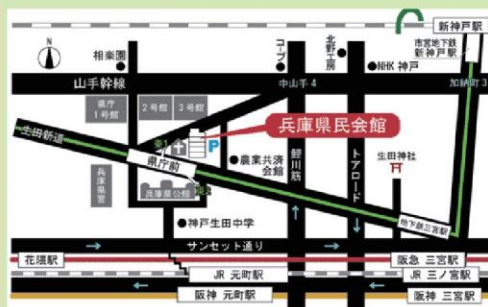 新神戸駅
N
相楽園
コープ
北野工房
NHK 神戸
市営地下鉄
新神戸駅
山手幹線
中山手4
加納町3
県庁
1号館
2号館
3号館
兵庫県民会館
生田新道
東1
P
県庁前
農業共済
会館
鯉川筋
トアロード
生田神社
兵庫県警
兵庫県公館
東2
地下鉄三宮駅
神戸生田中学
サンセット通り
花隈駅
阪急 三宮駅
JR 元町駅
JR 三ノ宮駅
阪神 元町駅
阪神 三宮駅